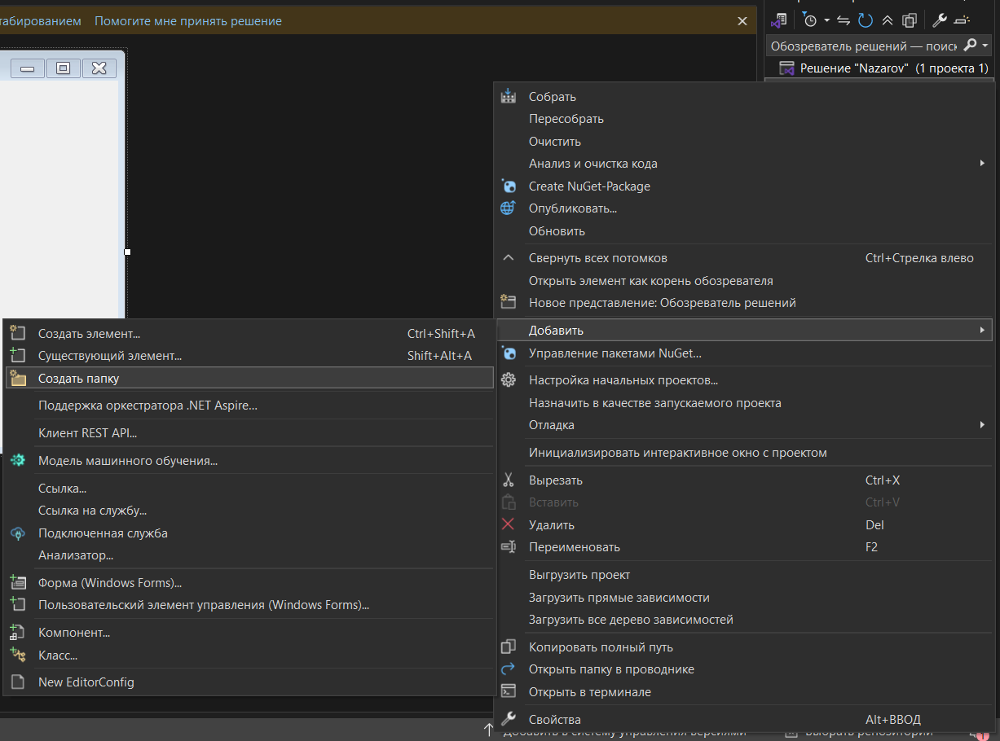 табированием Помогите мне принять решение
Обозреватель решений — поиск
Решение "Nazarov" (1 проекта 1)
Собрать
Пересобрать
Очистить
Анализ и очистка кода
Create NuGet-Package
Опубликовать...
Обновить
Свернуть всех потомков Ctrl+Стрелка влево
Открыть элемент как корень обозревателя
Новое представление: Обозреватель решений
Добавить
Управление пакетами NuGet...
Настройка начальных проектов...
Назначить в качестве запускаемого проекта
Отладка
Инициализировать интерактивное окно с проектом
Вырезать Ctrl+X
Вставить Ctrl+V
Удалить Del
Переименовать F2
Выгрузить проект
Загрузить прямые зависимости
Загрузить все дерево зависимостей
Копировать полный путь
Открыть папку в проводнике
Открыть в терминале
Свойства Alt+ВВОД
Создать элемент... Ctrl+Shift+A
Существующий элемент... Shift+Alt+A
Создать папку
Поддержка оркестратора .NET Aspire...
Клиент REST API...
Модель машинного обучения...
Ссылка...
Ссылка на службу...
Подключенная служба
Анализатор...
Форма (Windows Forms)...
Пользовательский элемент управления (Windows Forms)...
Компонент...
Класс...
New EditorConfig
Добавить в систему управления версиями Выбрать репозиторий